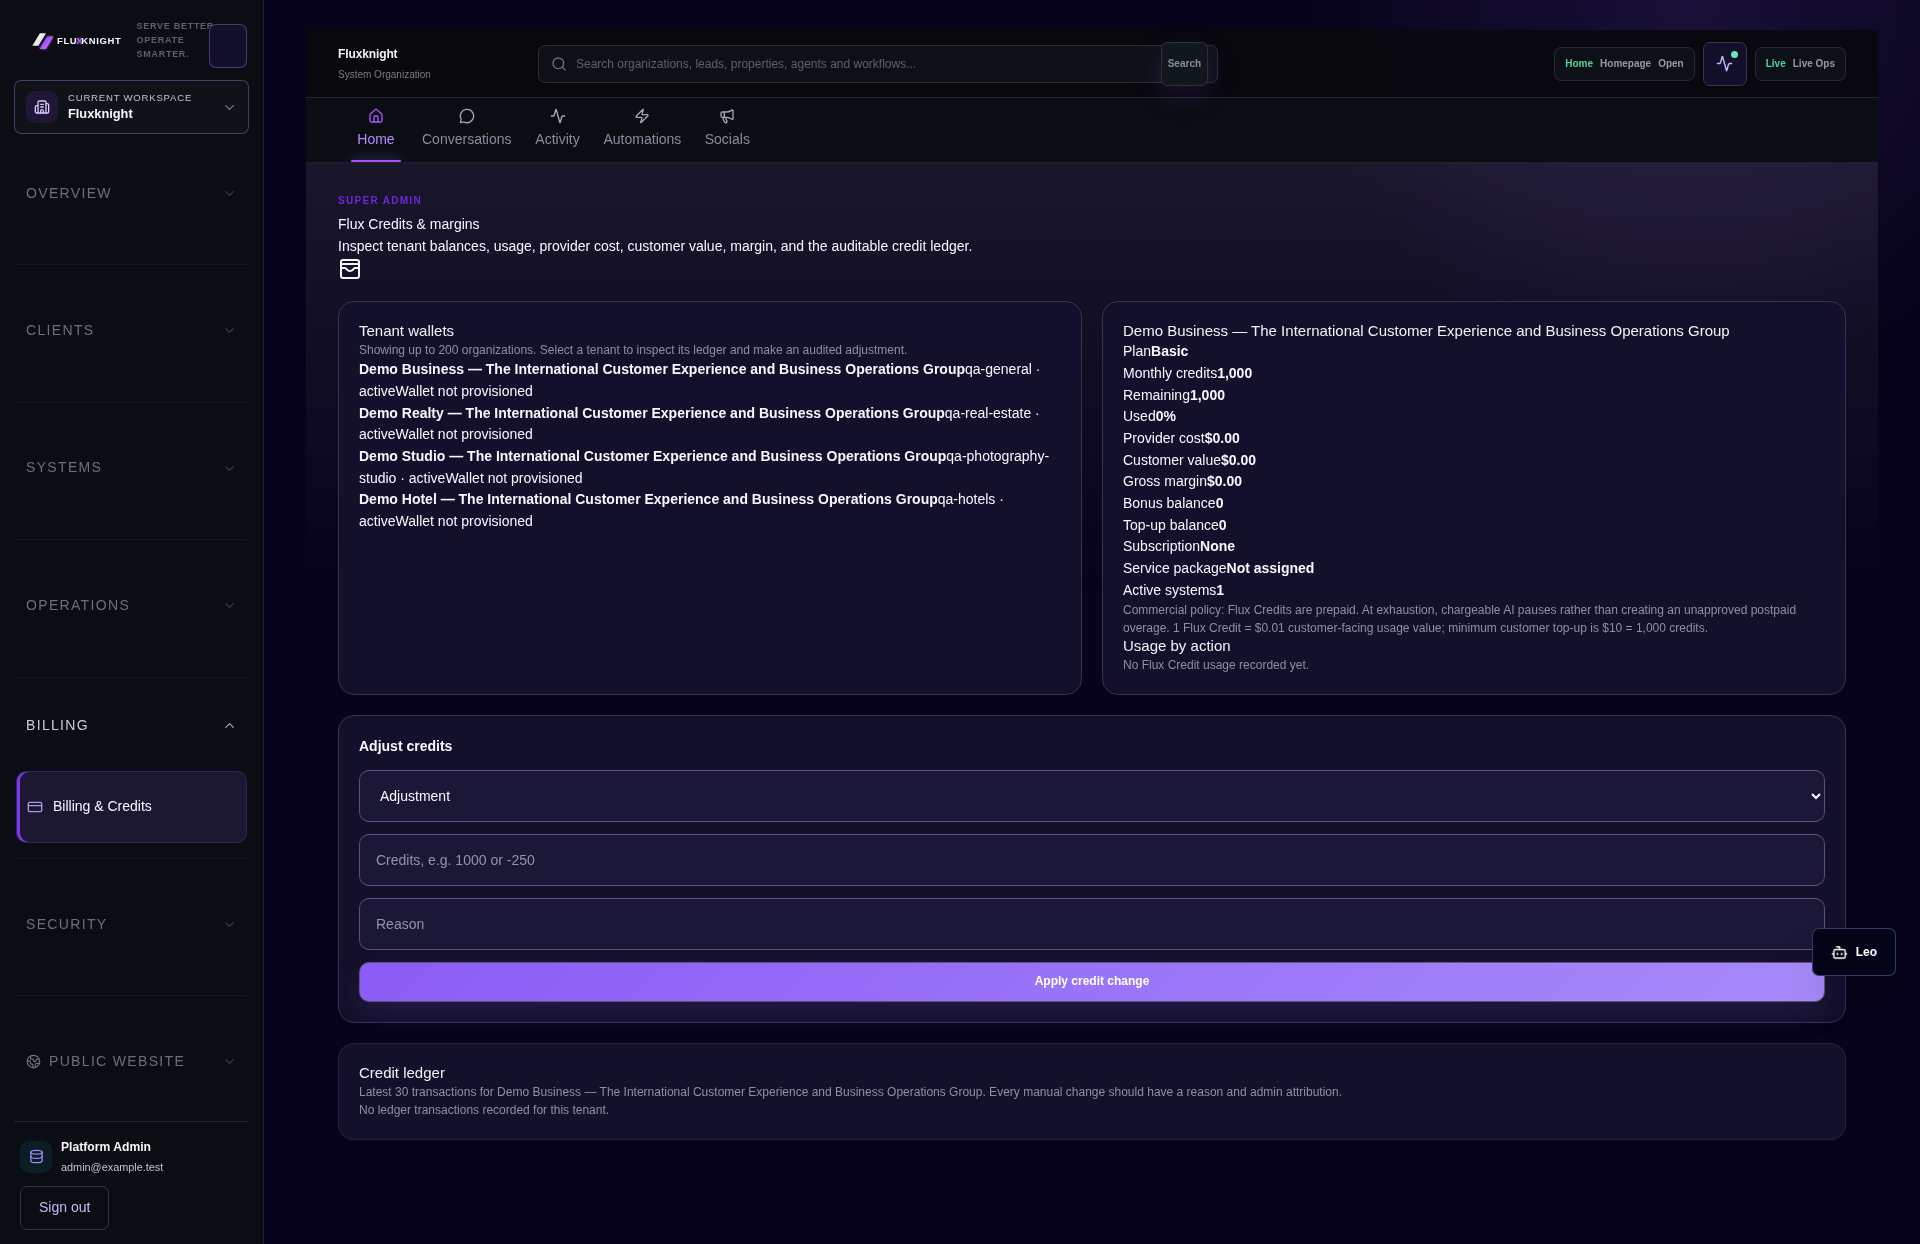 FLUXKNIGHT
SERVE BETTER
OPERATE
SMARTER.
CURRENT WORKSPACE
Fluxknight
OVERVIEW
CLIENTS
SYSTEMS
OPERATIONS
BILLING
Billing & Credits
SECURITY
PUBLIC WEBSITE
Platform Admin
admin@example.test
Sign out
Fluxknight
System Organization
Search organizations, leads, properties, agents and workflows...
Search
Home Homepage Open
Live Live Ops
Home
Conversations
Activity
Automations
Socials
SUPER ADMIN
Flux Credits & margins
Inspect tenant balances, usage, provider cost, customer value, margin, and the auditable credit ledger.
Tenant wallets
Showing up to 200 organizations. Select a tenant to inspect its ledger and make an audited adjustment.
Demo Business — The International Customer Experience and Business Operations Groupqa-general ·
activeWallet not provisioned
Demo Realty — The International Customer Experience and Business Operations Groupqa-real-estate ·
activeWallet not provisioned
Demo Studio — The International Customer Experience and Business Operations Groupqa-photography-
studio · activeWallet not provisioned
Demo Hotel — The International Customer Experience and Business Operations Groupqa-hotels ·
activeWallet not provisioned
Demo Business — The International Customer Experience and Business Operations Group
PlanBasic
Monthly credits1,000
Remaining1,000
Used0%
Provider cost$0.00
Customer value$0.00
Gross margin$0.00
Bonus balance0
Top-up balance0
SubscriptionNone
Service packageNot assigned
Active systems1
Commercial policy: Flux Credits are prepaid. At exhaustion, chargeable AI pauses rather than creating an unapproved postpaid
overage. 1 Flux Credit = $0.01 customer-facing usage value; minimum customer top-up is $10 = 1,000 credits.
Usage by action
No Flux Credit usage recorded yet.
Adjust credits
Adjustment
Credits, e.g. 1000 or -250
Reason
Apply credit change
Leo
Credit ledger
Latest 30 transactions for Demo Business — The International Customer Experience and Business Operations Group. Every manual change should have a reason and admin attribution.
No ledger transactions recorded for this tenant.